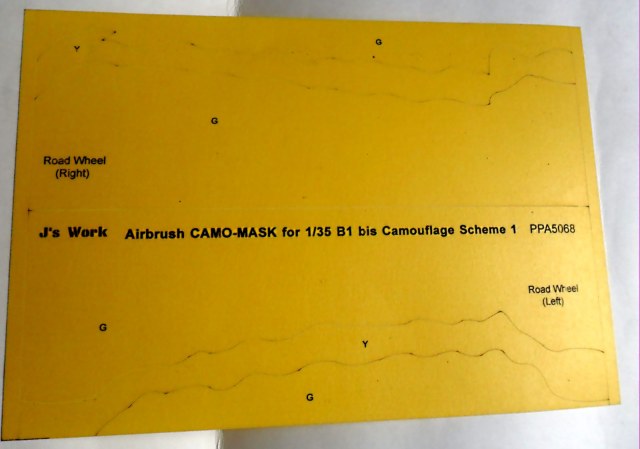 G
Y
G
Road Wheel
(Right)
J's Work Airbrush CAMO-MASK for 1/35 B1 bis Camouflage Scheme 1 PPA5068
Road Wheel
(Left)
G
Y
G